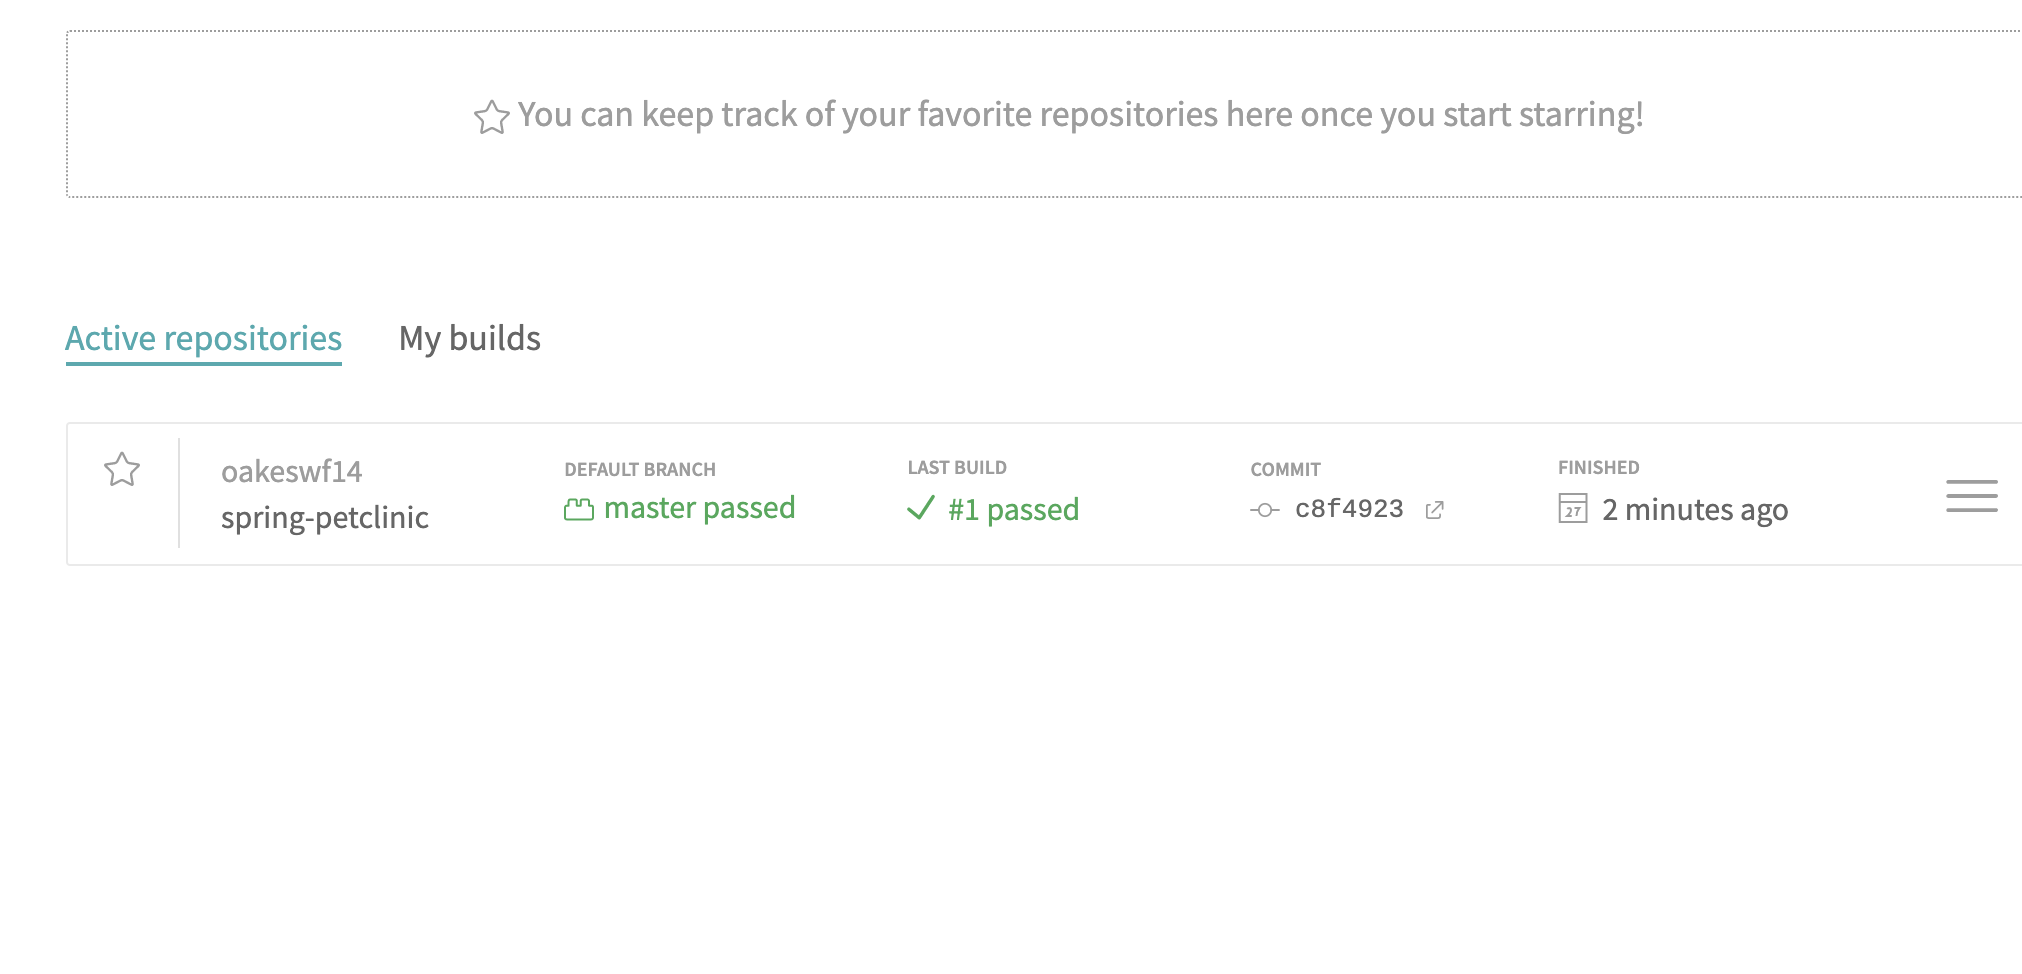 You can keep track of your favorite repositories here once you start starring!
Active repositories My builds
oakeswf14
spring-petclinic
DEFAULT BRANCH
master passed
LAST BUILD
#1 passed
COMMIT
c8f4923
FINISHED
27
2 minutes ago